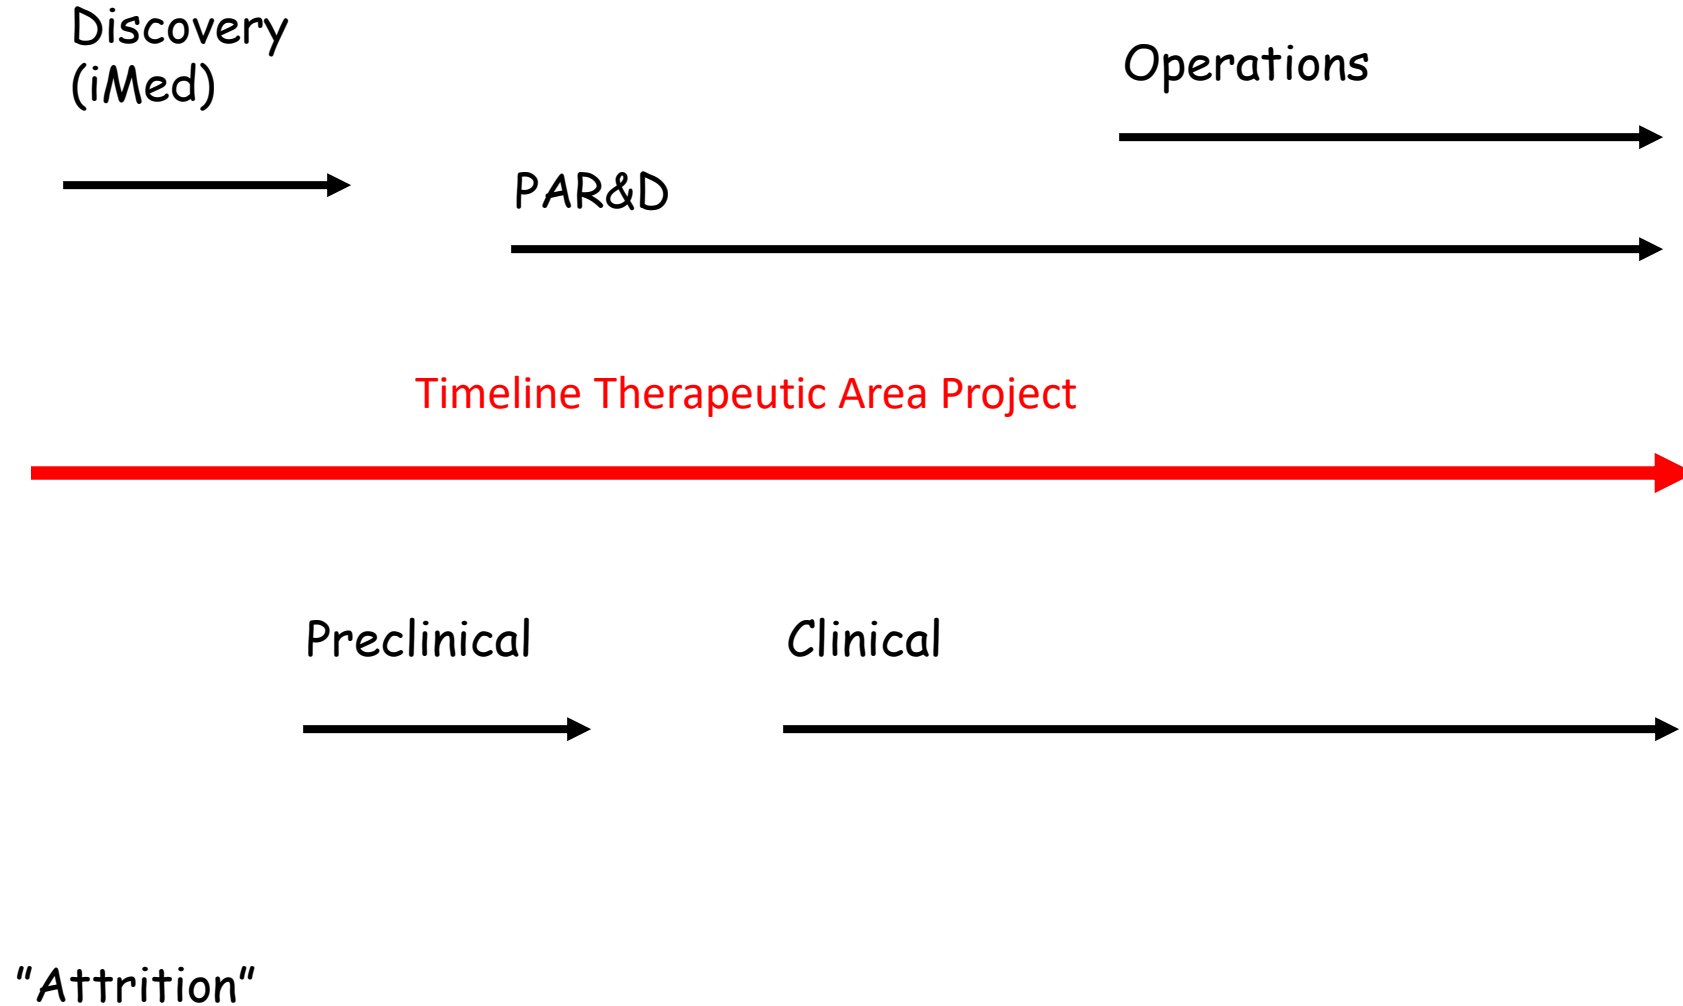 Discovery
(iMed)
Operations
PAR&D
Timeline Therapeutic Area Project
Preclinical
Clinical
"Attrition"